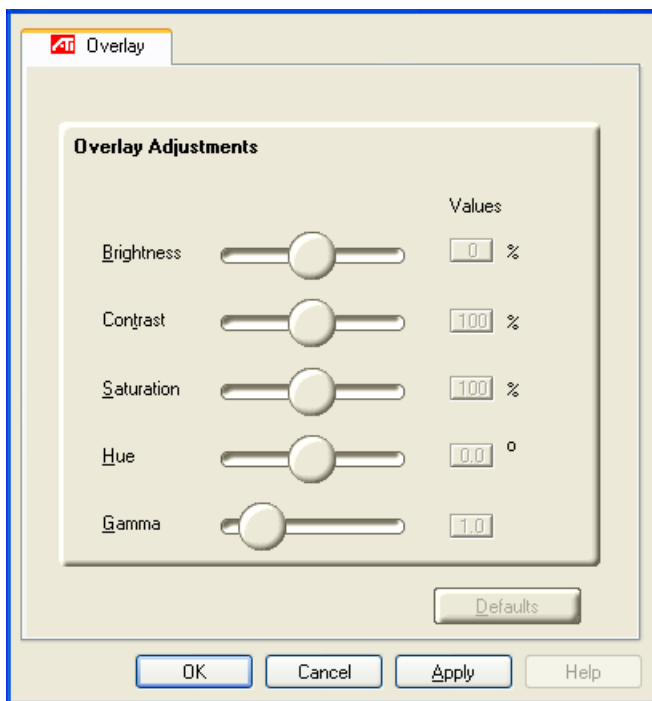 ATI Overlay
Overlay Adjustments
Values
Brightness 0 %
Contrast 100 %
Saturation 100 %
Hue 0.0 °
Gamma 1.0
Defaults
OK Cancel Apply Help